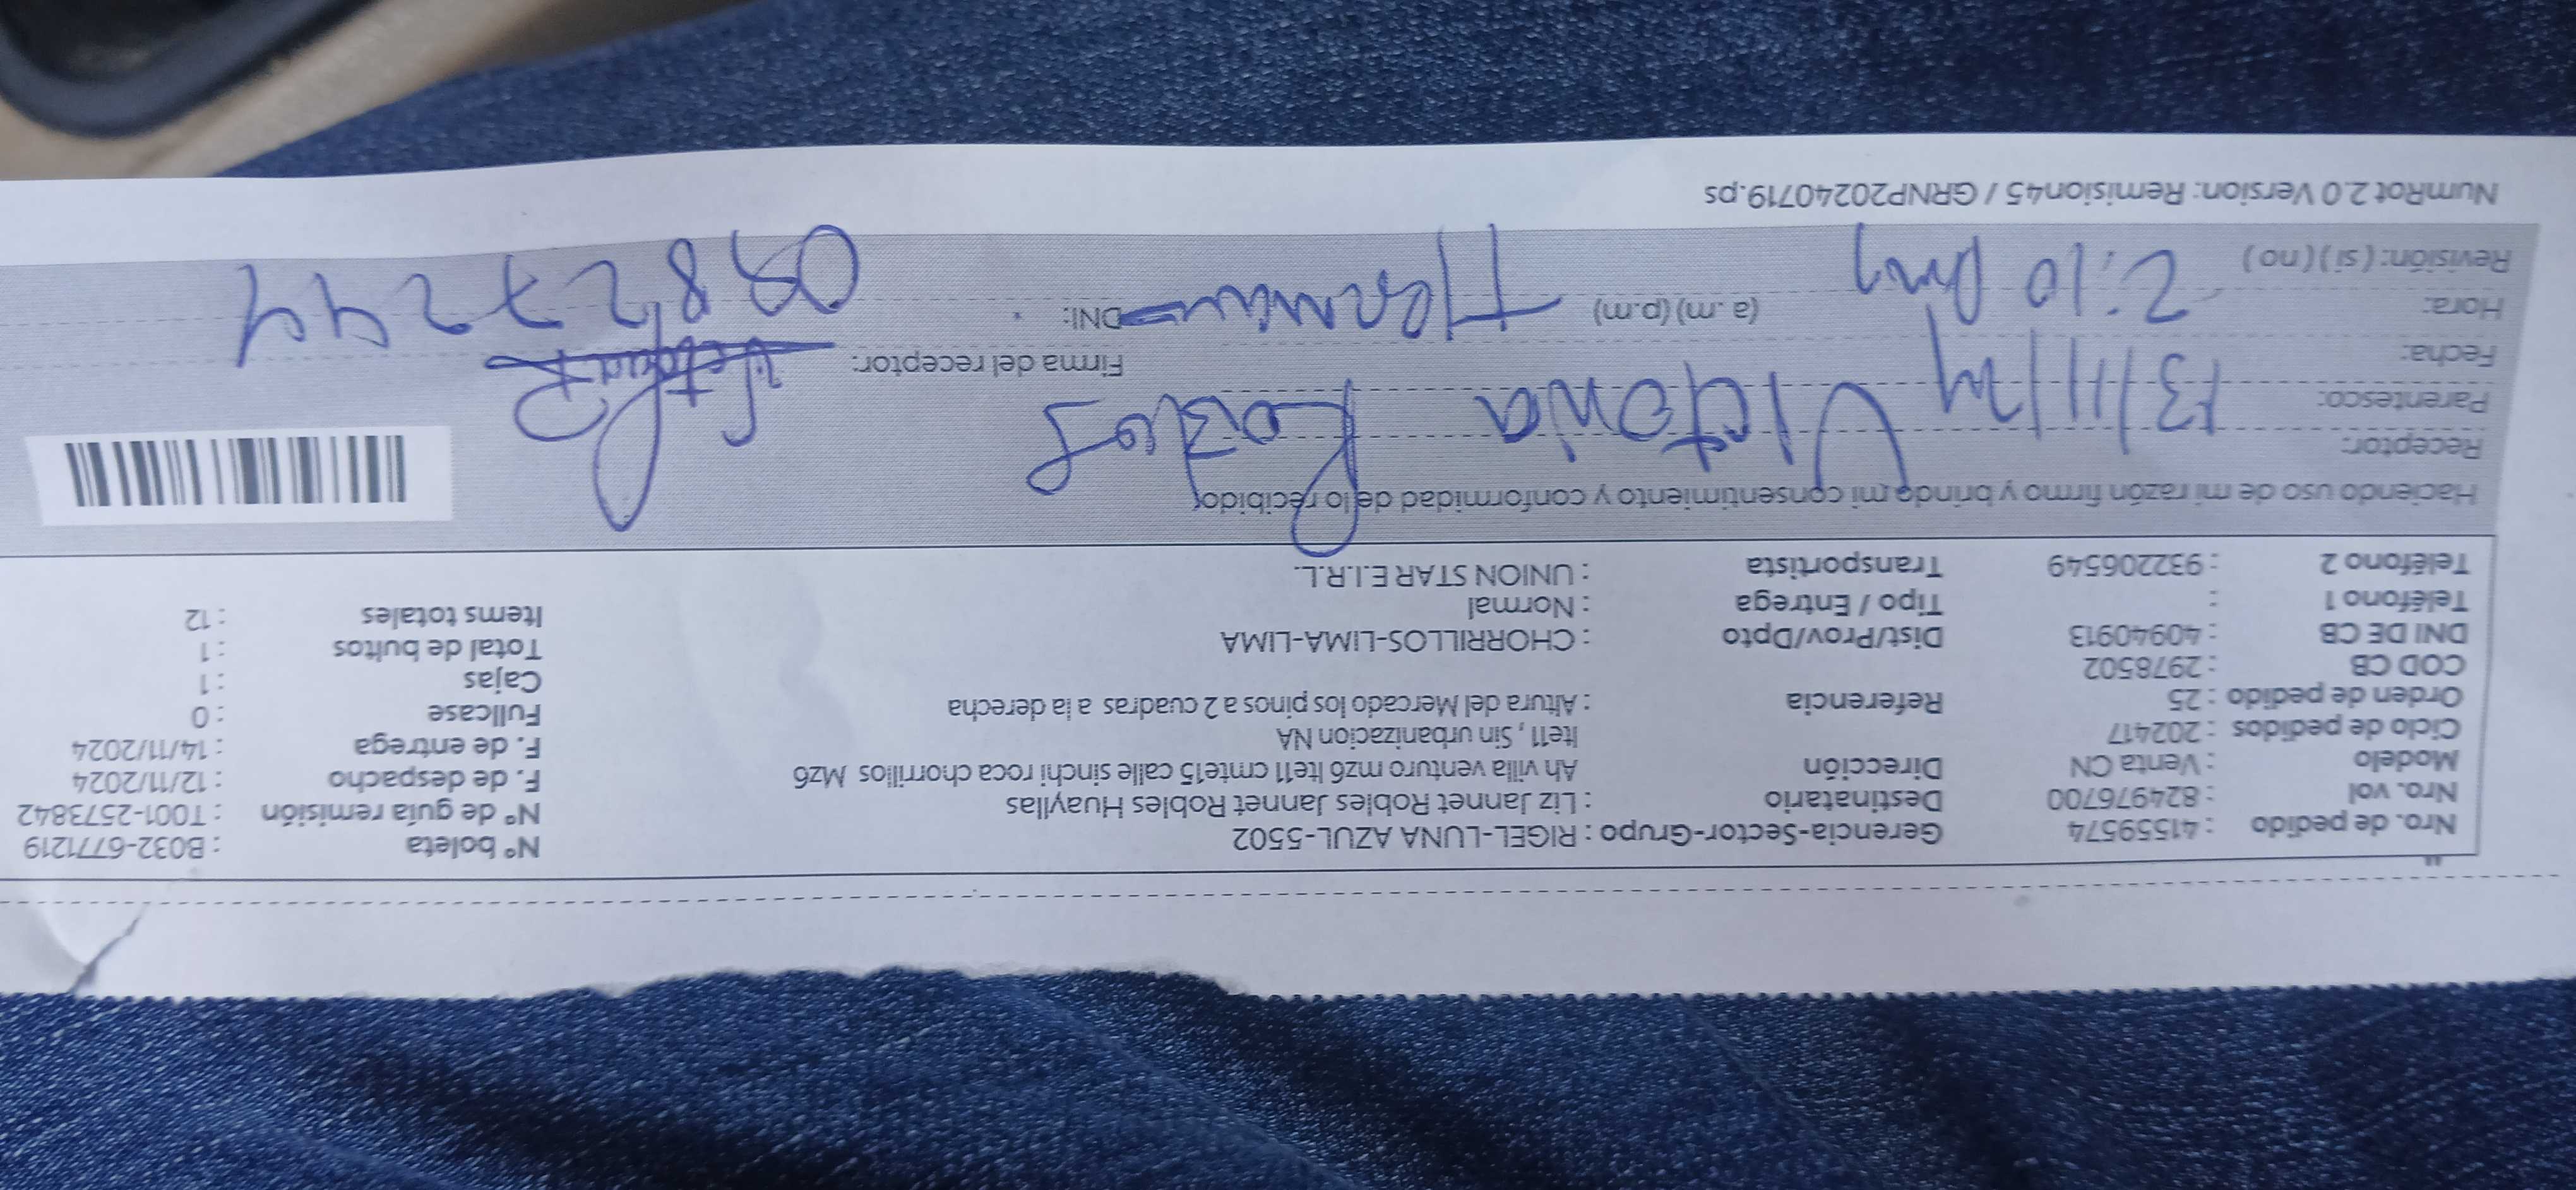 Nro. de pedido : 41559574 Gerencia-Sector-Grupo : RIGEL-LUNA AZUL-5502 N° boleta : B032-6771219
Nro. vol : 824976700 Destinatario : Liz Jannet Robles Jannet Robles Huayllas N° de guía remisión : T001-2573842
Modelo : Venta CN Dirección Ah villa venturo mz6 lte11 cmte15 calle sinchi roca chorrillos Mz6 F. de despacho : 12/11/2024
Ciclo de pedidos : 202417 lte11, Sin urbanizacion NA F. de entrega : 14/11/2024
Orden de pedido : 25 Referencia : Altura del Mercado los pinos a 2 cuadras a la derecha Fullcase : 0
COD CB : 2978502 Cajas : 1
DNI DE CB : 40940913 Dist/Prov/Dpto : CHORRILLOS-LIMA-LIMA Total de bultos : 1
Teléfono 1 : Tipo / Entrega : Normal Items totales : 12
Teléfono 2 : 932206549 Transportista : UNION STAR E.I.R.L.
Haciendo uso de mi razón firmo y brindo mi consentimiento y conformidad de lo recibido
Receptor: Victoria Robles
Parentesco:
Fecha: 13/11/24 Firma del receptor:
Hora: 2:10 pm (a .m) (p.m) Hermana DNI:
Revisión: ( si ) ( no )
NumRot 2.0 Version: Remision45 / GRNP20240719.ps